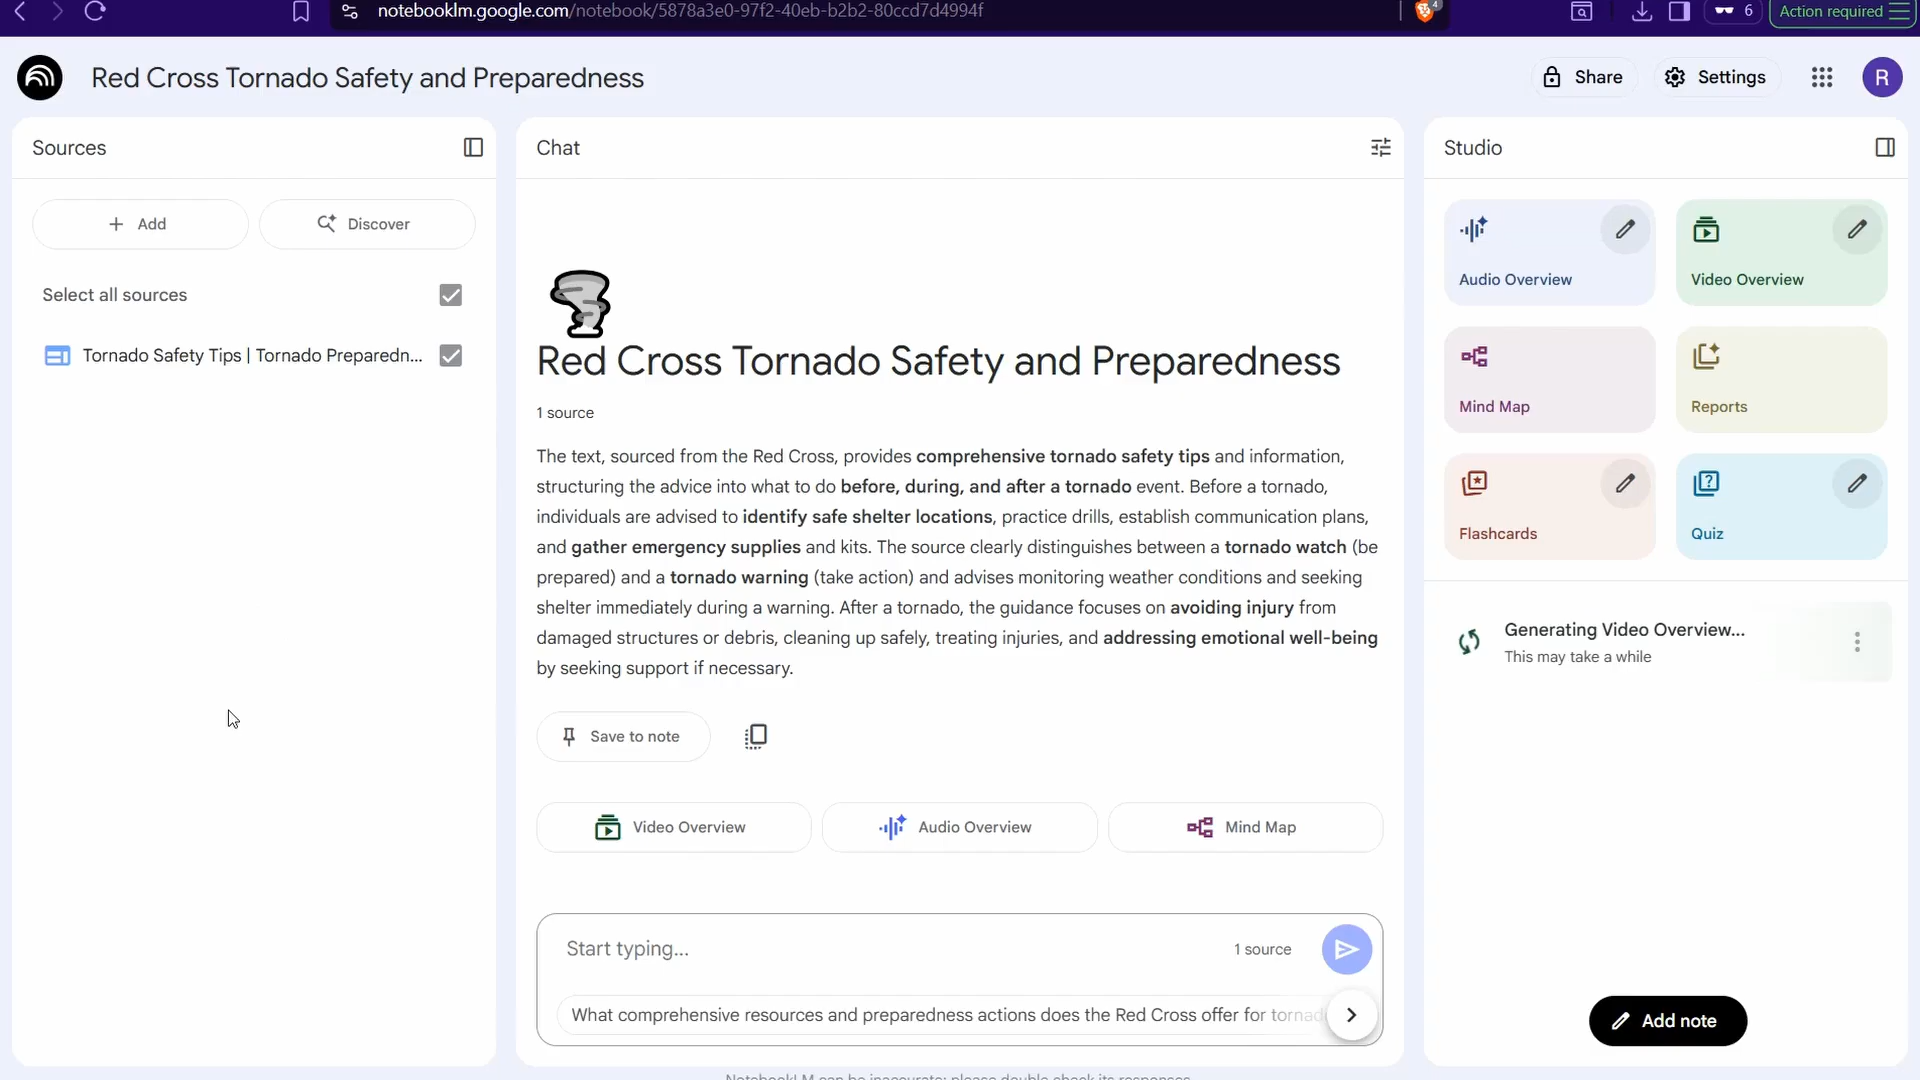 notebooklm.google.com/notebook/5878a3e0-97f2-40eb-b2b2-80ccd7d4994f
4
6
Action required
Red Cross Tornado Safety and Preparedness
Share
Settings
R
Sources
Add
Discover
Select all sources
Tornado Safety Tips | Tornado Preparedn...
Chat
Red Cross Tornado Safety and Preparedness
1 source
The text, sourced from the Red Cross, provides comprehensive tornado safety tips and information,
structuring the advice into what to do before, during, and after a tornado event. Before a tornado,
individuals are advised to identify safe shelter locations, practice drills, establish communication plans,
and gather emergency supplies and kits. The source clearly distinguishes between a tornado watch (be
prepared) and a tornado warning (take action) and advises monitoring weather conditions and seeking
shelter immediately during a warning. After a tornado, the guidance focuses on avoiding injury from
damaged structures or debris, cleaning up safely, treating injuries, and addressing emotional well-being
by seeking support if necessary.
Save to note
Video Overview
Audio Overview
Mind Map
Start typing...
1 source
What comprehensive resources and preparedness actions does the Red Cross offer for tornad
NotebookLM can be inaccurate; please double check its responses.
Studio
Audio Overview
Video Overview
Mind Map
Reports
Flashcards
Quiz
Generating Video Overview...
This may take a while
Add note